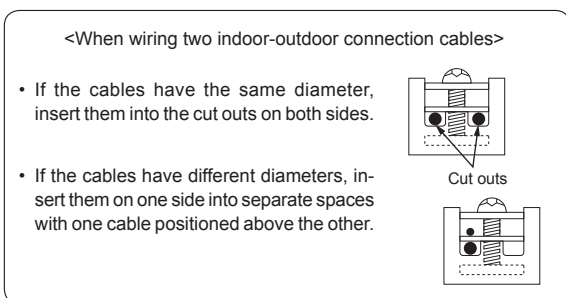 <When wiring two indoor-outdoor connection cables>
• If the cables have the same diameter,
insert them into the cut outs on both sides.
Cut outs
• If the cables have different diameters, in-
sert them on one side into separate spaces
with one cable positioned above the other.